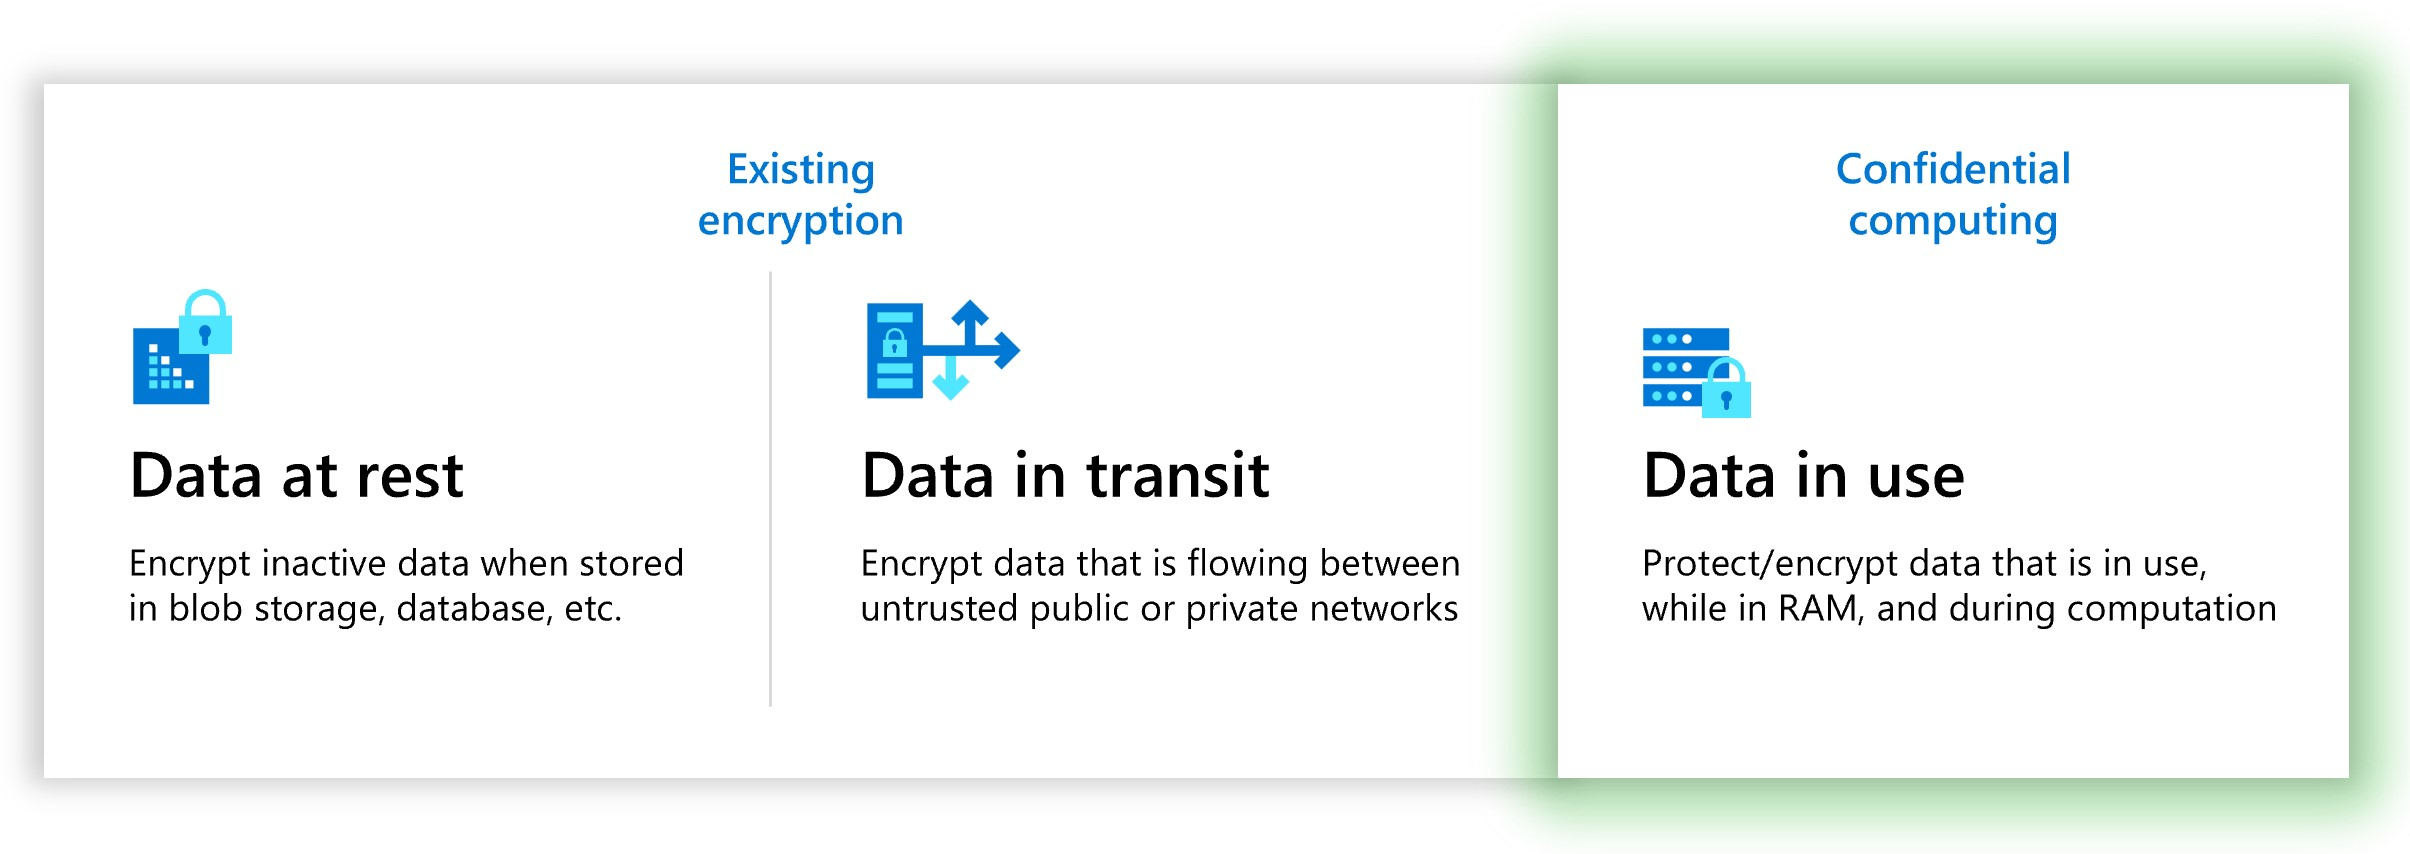 Existing
encryption
Data at rest
Encrypt inactive data when stored
in blob storage, database, etc.
Data in transit
Encrypt data that is flowing between
untrusted public or private networks
Confidential
computing
Data in use
Protect/encrypt data that is in use,
while in RAM, and during computation